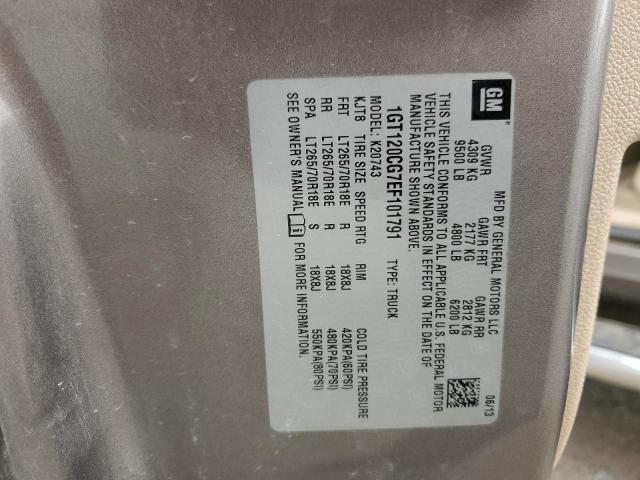 GM®
MFD BY GENERAL MOTORS LLC
06/13
GVWR GAWR FRT GAWR RR
4309 KG 2177 KG 2812 KG
9500 LB 4800 LB 6200 LB
THIS VEHICLE CONFORMS TO ALL APPLICABLE U.S. FEDERAL MOTOR
VEHICLE SAFETY STANDARDS IN EFFECT ON THE DATE OF
MANUFACTURE SHOWN ABOVE.
1GT120CG7EF101791 TYPE: TRUCK
MODEL: K20743
KJT8 TIRE SIZE SPEED RTG RIM COLD TIRE PRESSURE
FRT LT265/70R18E R 18X8J 420KPA(60PSI)
RR LT265/70R18E R 18X8J 480KPA(70PSI)
SPA LT265/70R18E S 18X8J 550KPA(80PSI)
SEE OWNER'S MANUAL i FOR MORE INFORMATION.